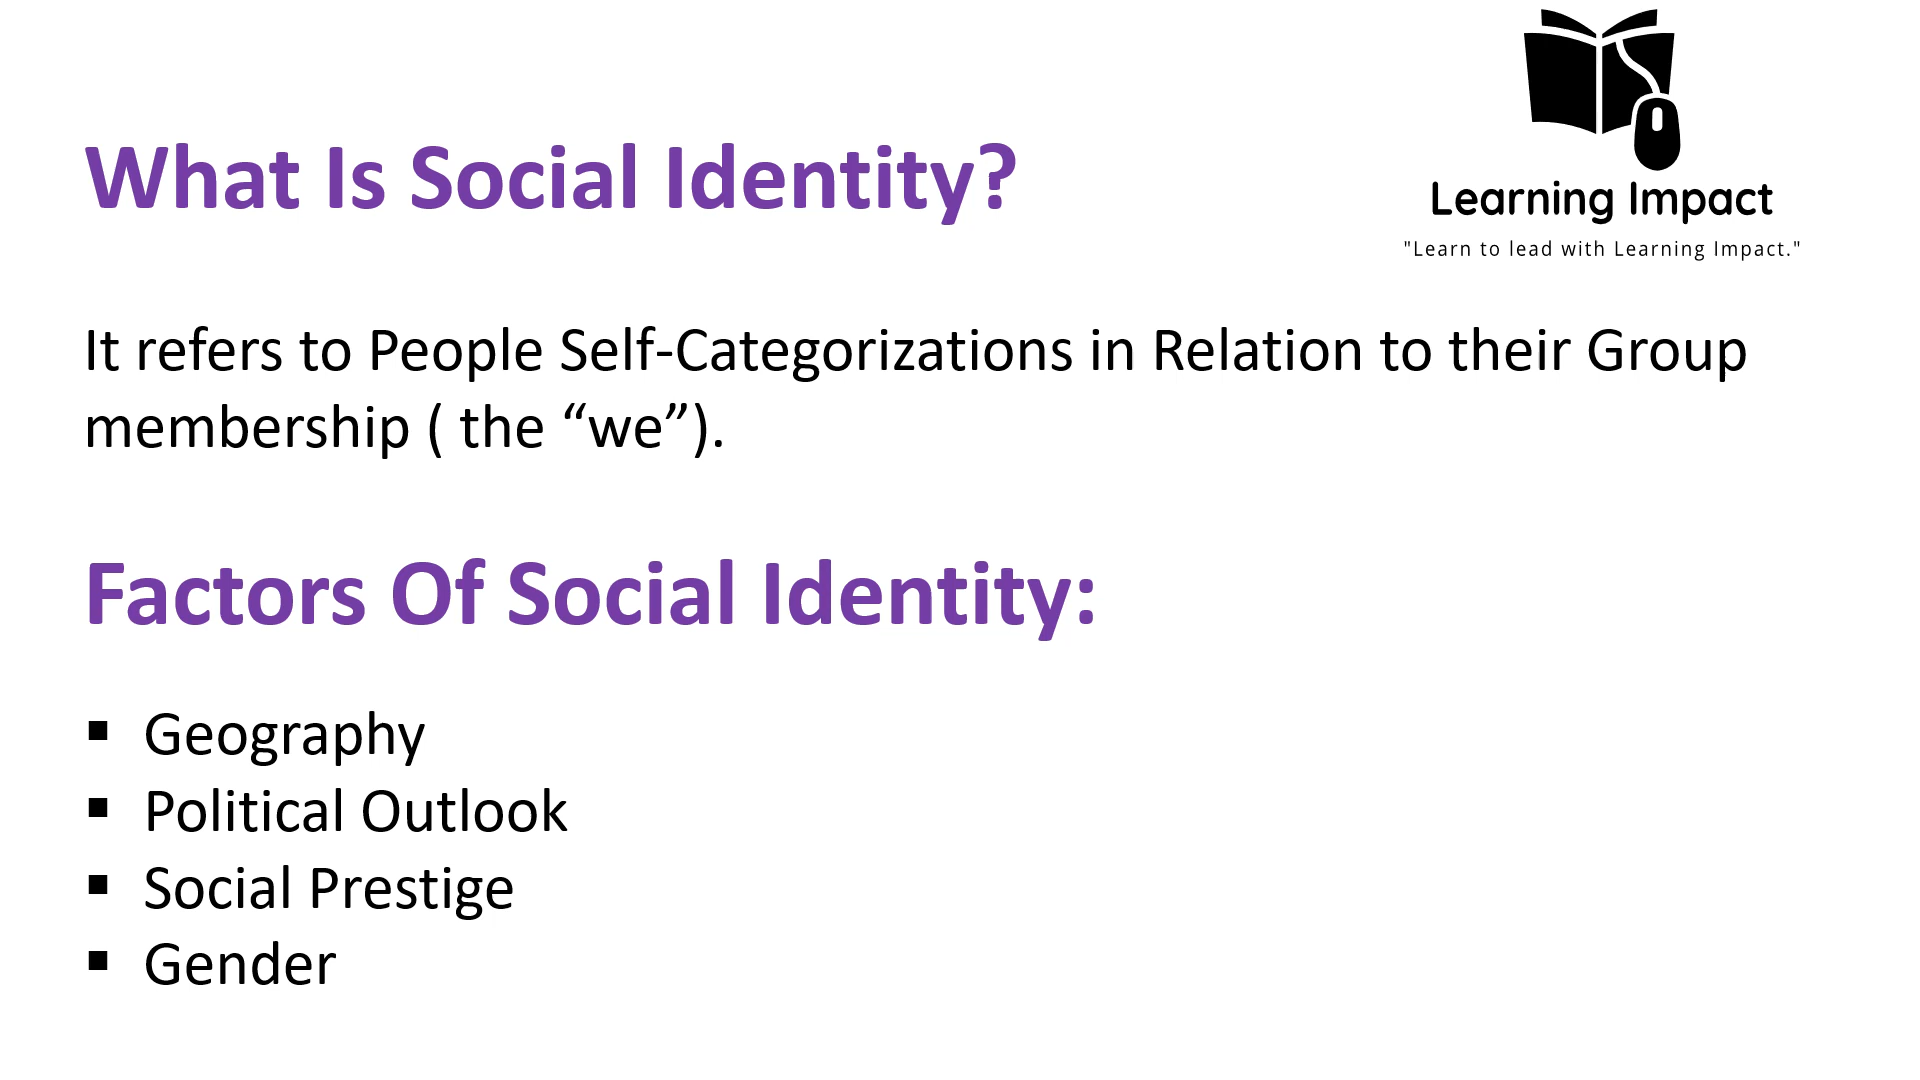 What Is Social Identity?
Learning Impact
"Learn to lead with Learning Impact."
It refers to People Self-Categorizations in Relation to their Group
membership ( the “we”).
Factors Of Social Identity:
▪ Geography
▪ Political Outlook
▪ Social Prestige
▪ Gender